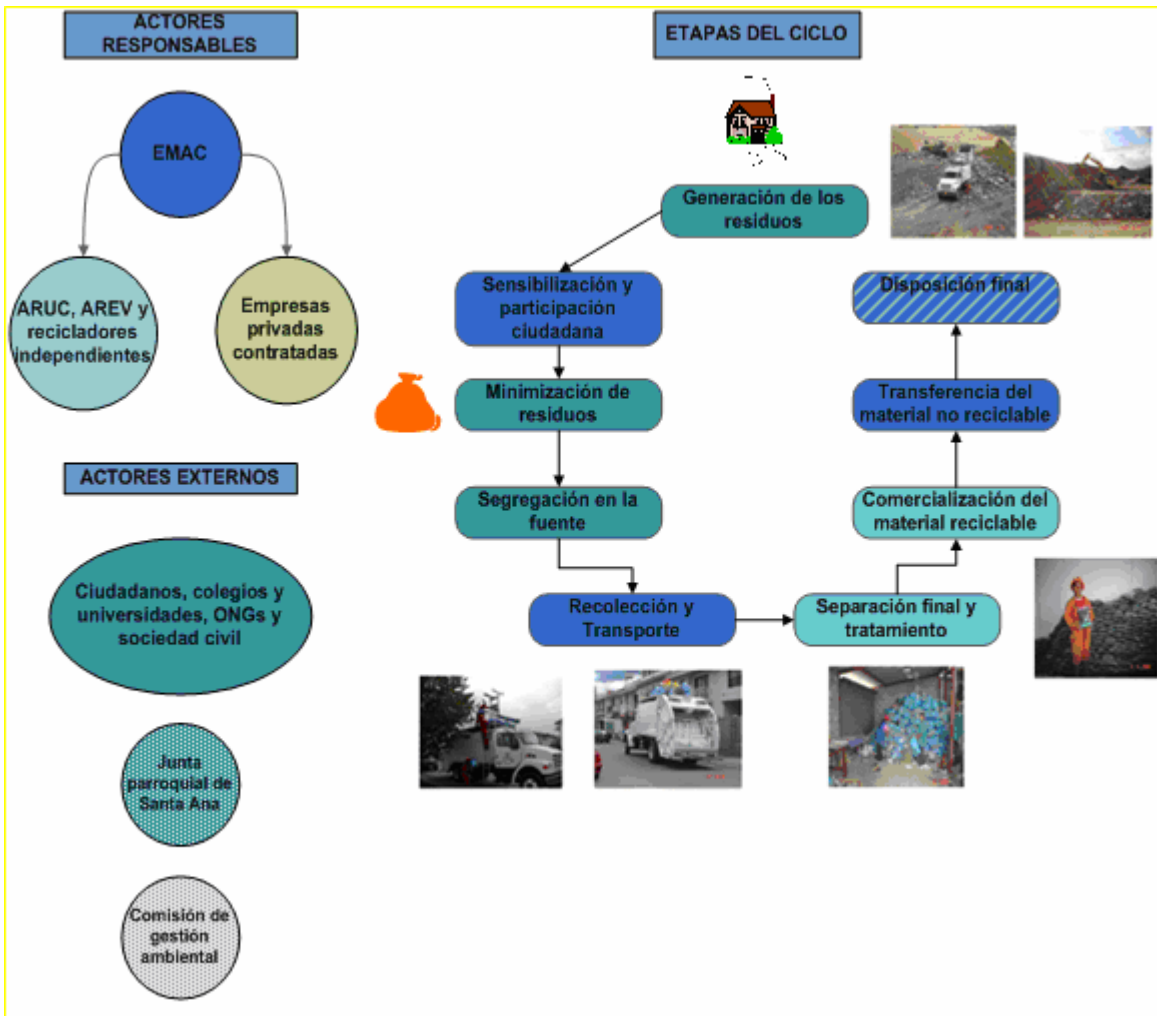 ACTORES
RESPONSABLES
EMAC
ARUC, AREV y
recicladores
independientes
Empresas
privadas
contratadas
ACTORES EXTERNOS
Ciudadanos, colegios y
universidades, ONGs y
sociedad civil
Junta
parroquial de
Santa Ana
Comisión de
gestión
ambiental
ETAPAS DEL CICLO
Generación de los
residuos
Sensibilización y
participación
ciudadana
Minimización de
residuos
Segregación en la
fuente
Recolección y
Transporte
Separación final y
tratamiento
Comercialización del
material reciclable
Transferencia del
material no reciclable
Disposición final